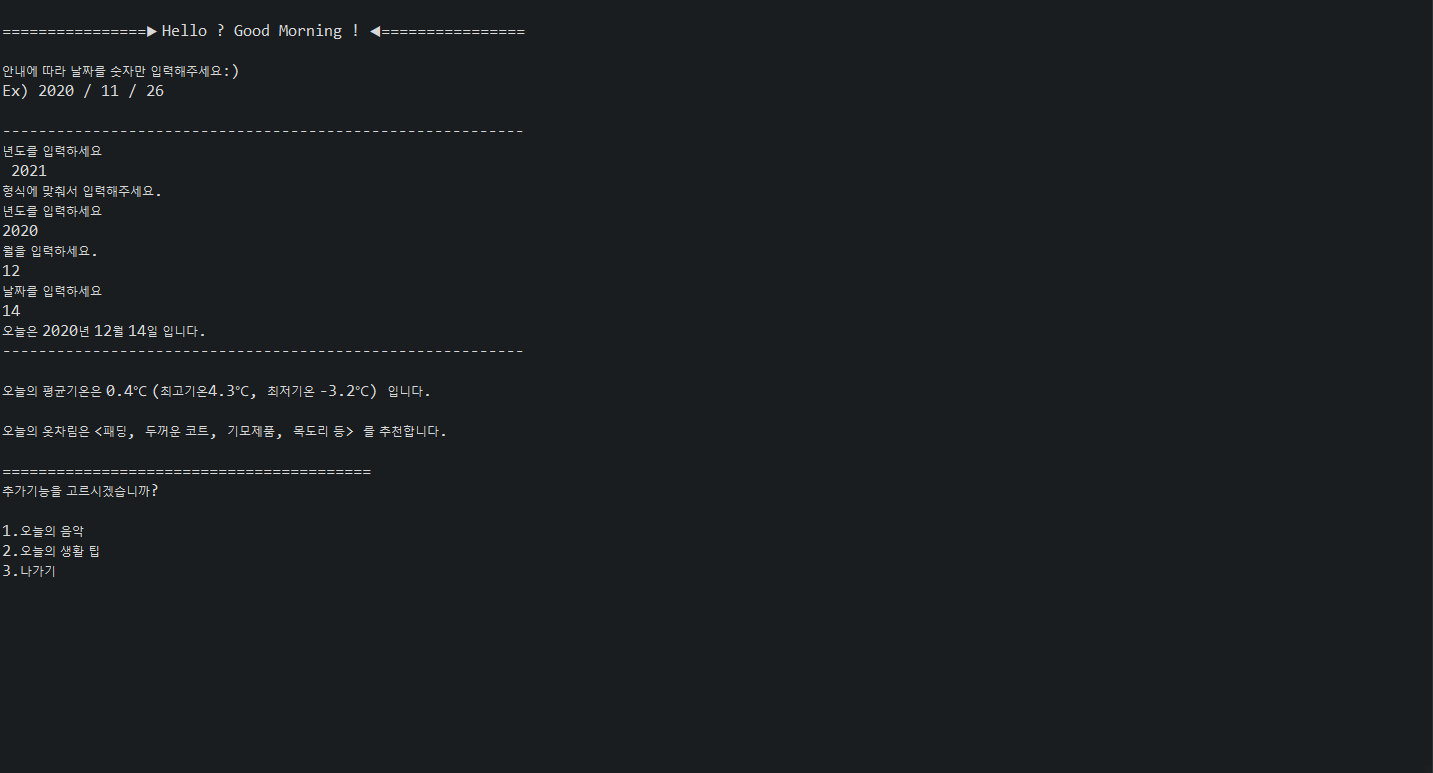 ================▶Hello ? Good Morning ! ◀================
안내에 따라 날짜를 숫자만 입력해주세요:)
Ex) 2020 / 11 / 26
----------------------------------------------------------
년도를 입력하세요
2021
형식에 맞춰서 입력해주세요.
년도를 입력하세요
2020
월을 입력하세요.
12
날짜를 입력하세요
14
오늘은 2020년 12월 14일 입니다.
----------------------------------------------------------
오늘의 평균기온은 0.4℃ (최고기온4.3℃, 최저기온 -3.2℃) 입니다.
오늘의 옷차림은 <패딩, 두꺼운 코트, 기모제품, 목도리 등> 를 추천합니다.
=========================================
추가기능을 고르시겠습니까?
1.오늘의 음악
2.오늘의 생활 팁
3.나가기